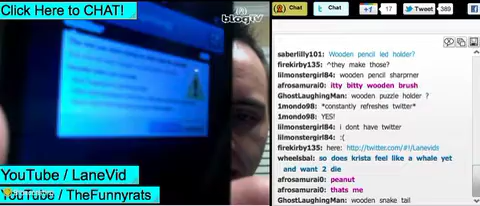 Click Here to CHAT!
blogtv
YouTube / LaneVid
YouTube / TheFunnyrats
Chat
Chat
+1
17
Tweet
389
saberlilly101: Wooden pencil led holder?
firekirby135: ^they make those?
lilmonstergirl84: wooden pencil sharprner
afrosamurai0: itty bitty wooden brush
GhostLaughingMan: wooden puzzle holder ?
1mondo98: *constantly refreshes twitter*
1mondo98: YES!
lilmonstergirl84: i dont have twitter
lilmonstergirl84: :(
firekirby135: here: http://twitter.com/#!/Lanevids
wheelsbal: so does krista feel like a whale yet
and want 2 die
afrosamurai0: peanut
afrosamurai0: thats me
GhostLaughingMan: wooden snake tail